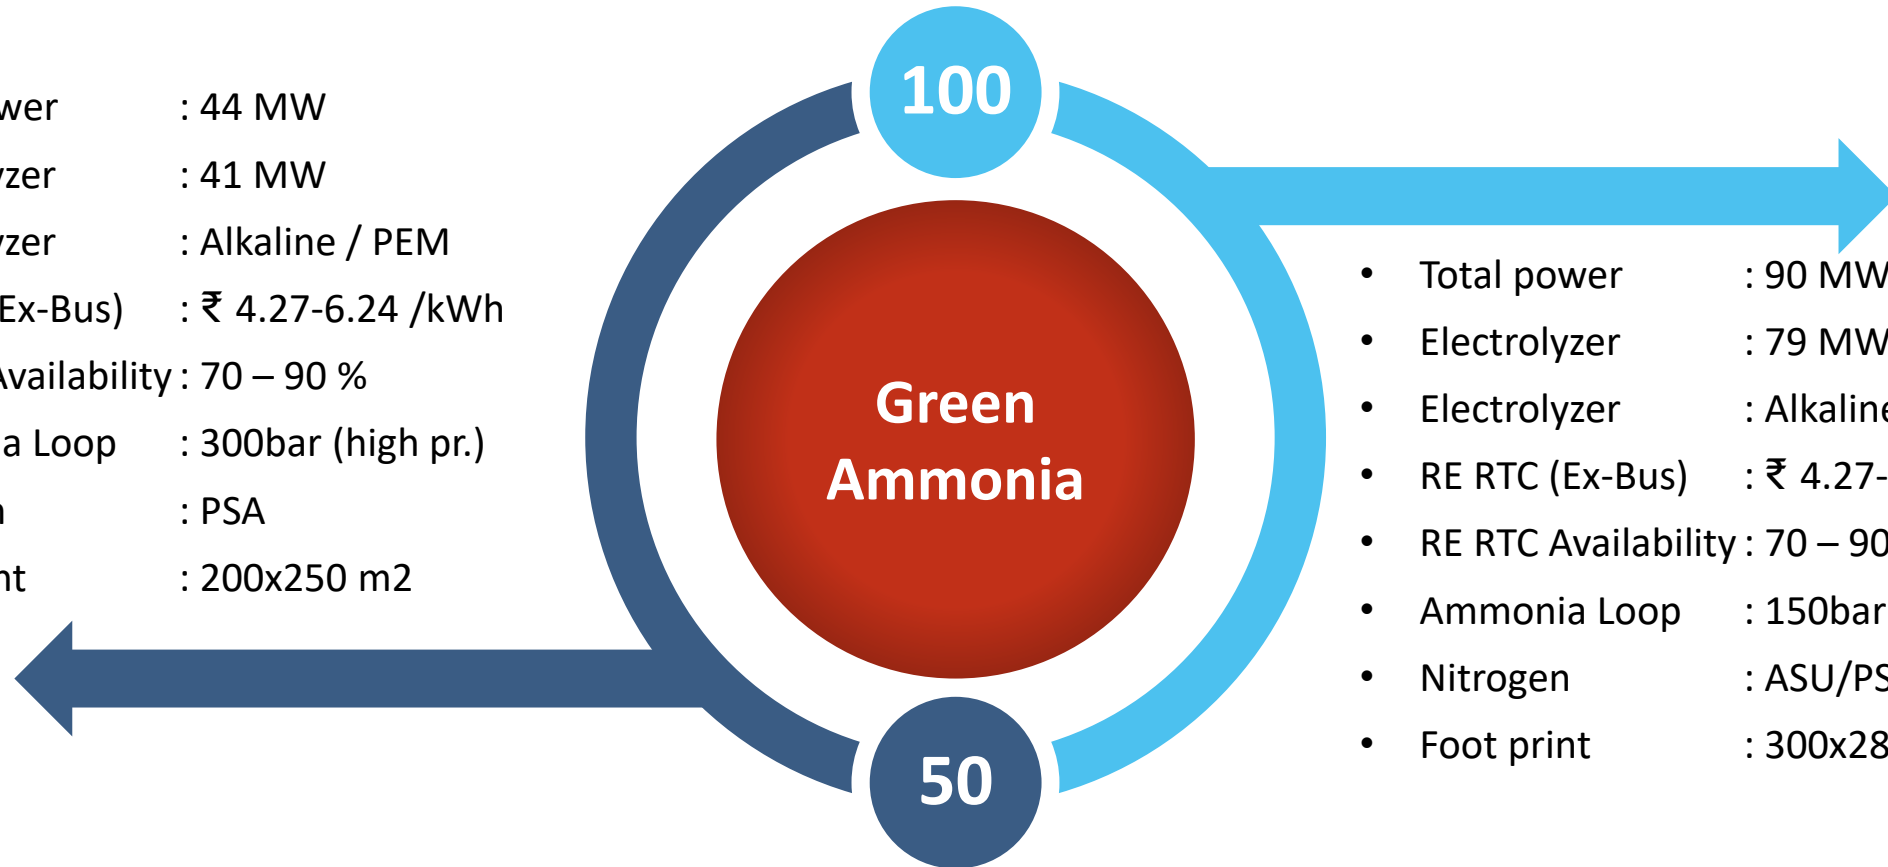 wer : 44 MW
yzer : 41 MW
yzer : Alkaline / PEM
Ex-Bus) : ₹ 4.27-6.24 /kWh
Availability : 70 – 90 %
a Loop : 300bar (high pr.)
n : PSA
nt : 200x250 m2
100
Green
Ammonia
50
• Total power : 90 MW
• Electrolyzer : 79 MW
• Electrolyzer : Alkaline
• RE RTC (Ex-Bus) : ₹ 4.27-
• RE RTC Availability : 70 – 90
• Ammonia Loop : 150bar
• Nitrogen : ASU/PS
• Foot print : 300x28